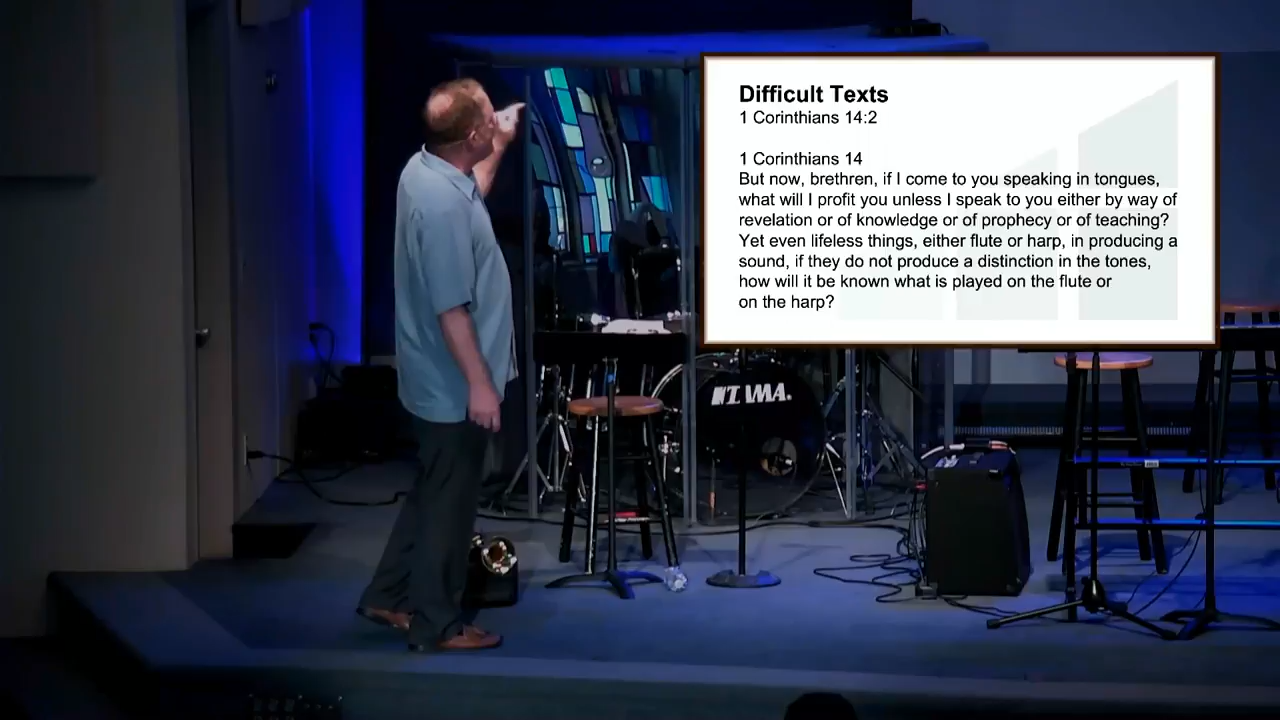 Difficult Texts
1 Corinthians 14:2
1 Corinthians 14
But now, brethren, if I come to you speaking in tongues,
what will I profit you unless I speak to you either by way of
revelation or of knowledge or of prophecy or of teaching?
Yet even lifeless things, either flute or harp, in producing a
sound, if they do not produce a distinction in the tones,
how will it be known what is played on the flute or
on the harp?
TAMA.